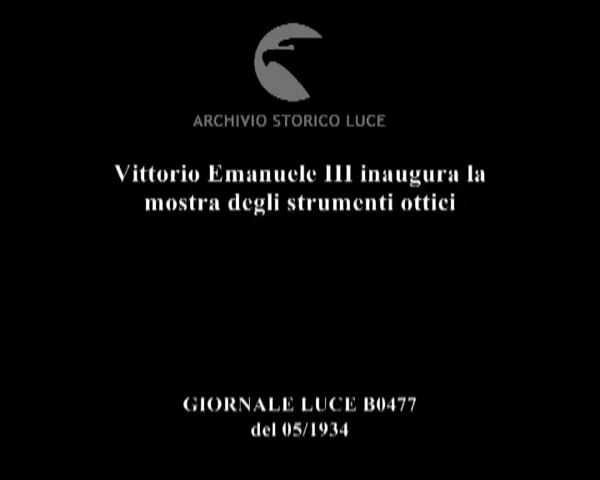 ARCHIVIO STORICO LUCE
Vittorio Emanuele III inaugura la
mostra degli strumenti ottici
GIORNALE LUCE B0477
del 05/1934